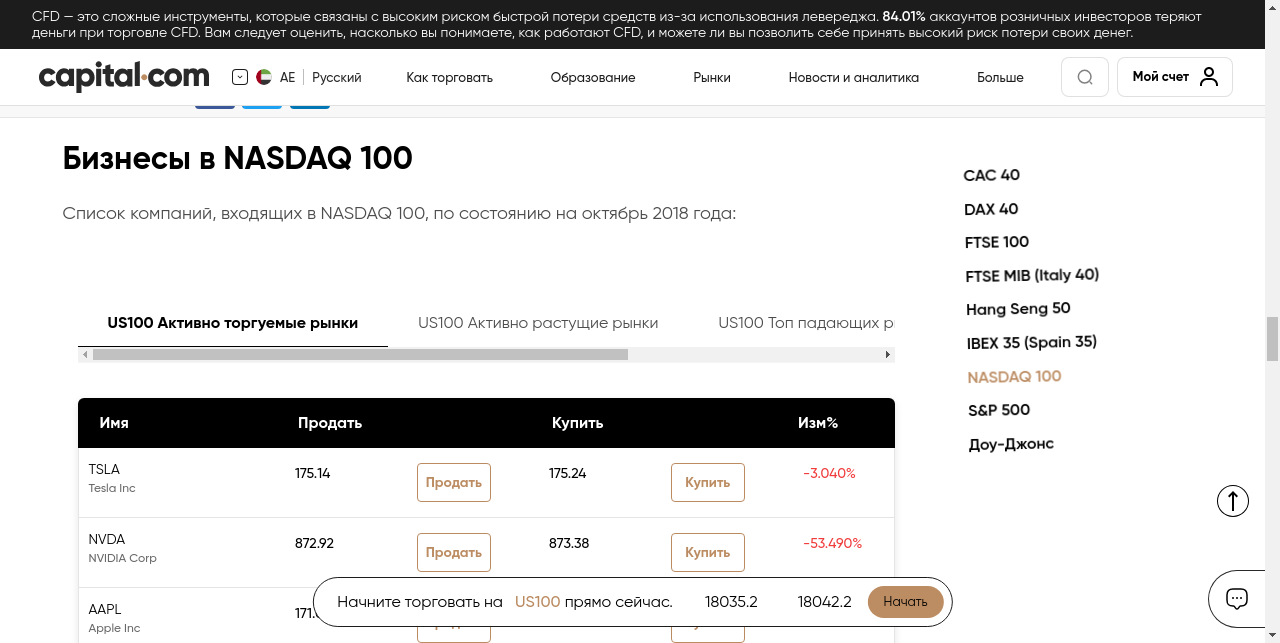 CFD — это сложные инструменты, которые связаны с высоким риском быстрой потери средств из-за использования левереджа. 84.01% аккаунтов розничных инвесторов теряют
деньги при торговле CFD. Вам следует оценить, насколько вы понимаете, как работают CFD, и можете ли вы позволить себе принять высокий риск потери своих денег.
capital.com AE Русский Как торговать Образование Рынки Новости и аналитика Больше Мой счет
Бизнесы в NASDAQ 100
Список компаний, входящих в NASDAQ 100, по состоянию на октябрь 2018 года:
US100 Активно торгуемые рынки US100 Активно растущие рынки US100 Топ падающих
Имя Продать Купить Изм%
TSLA 175.14 Продать 175.24 Купить -3.040%
Tesla Inc
NVDA 872.92 Продать 873.38 Купить -53.490%
NVIDIA Corp
AAPL
Apple Inc
CAC 40
DAX 40
FTSE 100
FTSE MIB (Italy 40)
Hang Seng 50
IBEX 35 (Spain 35)
NASDAQ 100
S&P 500
Доу-Джонс
Начните торговать на US100 прямо сейчас. 18035.2 18042.2 Начать